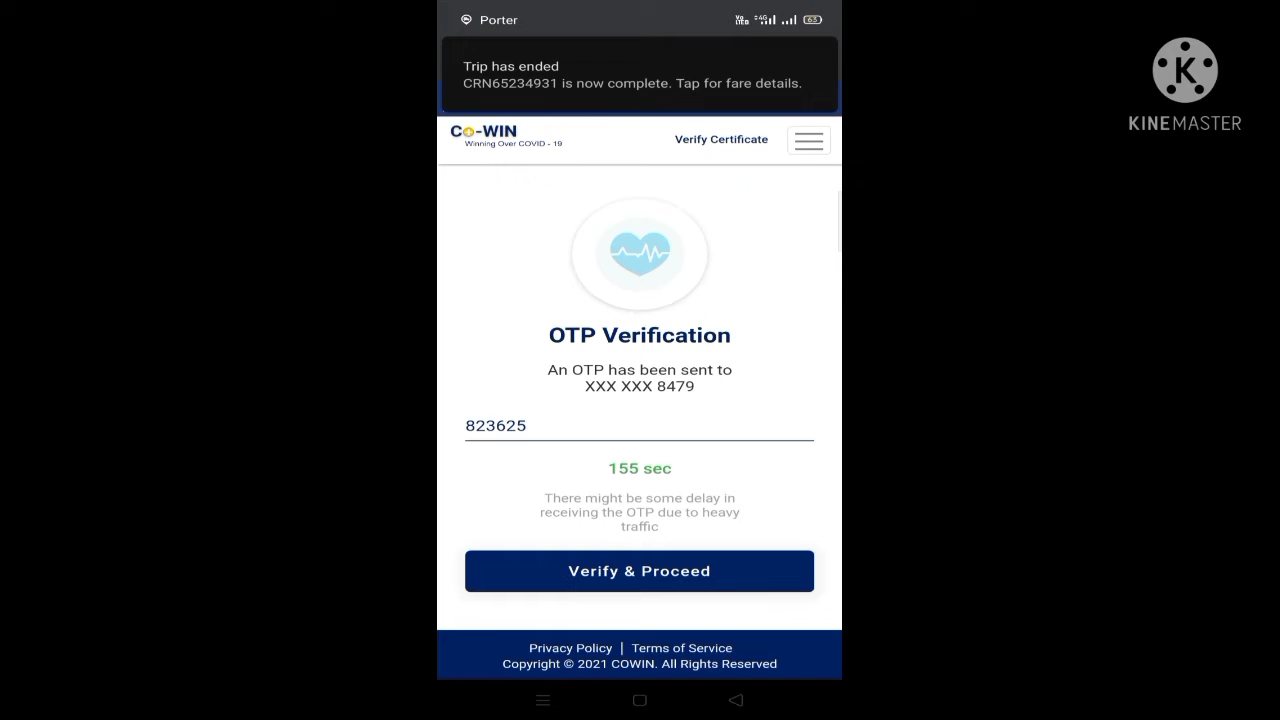 Porter
63
Trip has ended
CRN65234931 is now complete. Tap for fare details.
Co-WIN
Winning Over COVID - 19
Verify Certificate
OTP Verification
An OTP has been sent to
XXX XXX 8479
823625
155 sec
There might be some delay in
receiving the OTP due to heavy
traffic
Verify & Proceed
Privacy Policy | Terms of Service
Copyright © 2021 COWIN. All Rights Reserved
K
KINEMASTER